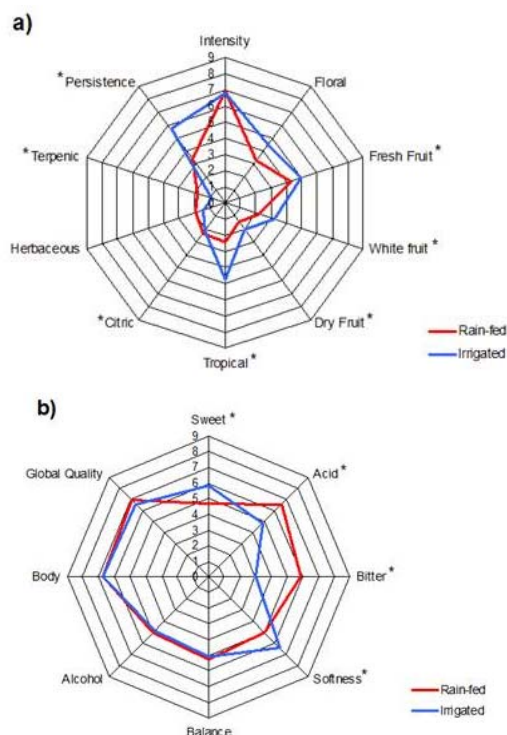 a)
Intensity
9
8
7
6
5
4
3
2
1
0
*Persistence
Floral
*Terpenic
Fresh Fruit*
Herbaceous
White fruit*
*Citric
Dry Fruit*
Tropical*
Rain-fed
Irrigated
b)
Sweet*
9
8
7
6
5
4
3
2
1
0
Global Quality
Acid*
Body
Bitter*
Alcohol
Softness*
Balance
Rain-fed
Irrigated